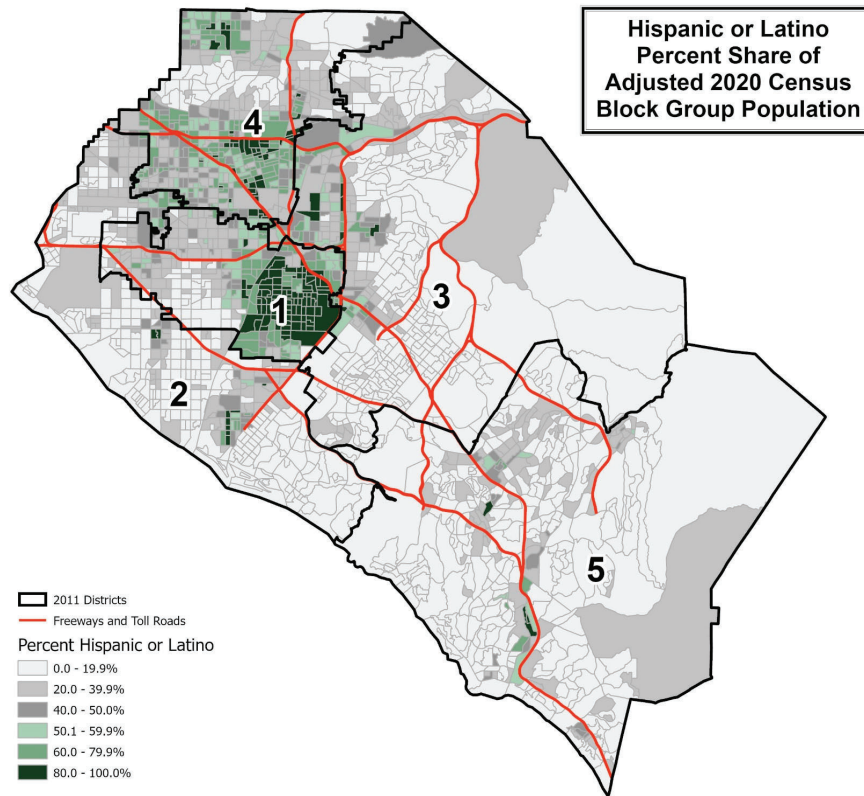 Hispanic or Latino
Percent Share of
Adjusted 2020 Census
Block Group Population
4
3
1
2
5
2011 Districts
Freeways and Toll Roads
Percent Hispanic or Latino
0.0 - 19.9%
20.0 - 39.9%
40.0 - 50.0%
50.1 - 59.9%
60.0 - 79.9%
80.0 - 100.0%